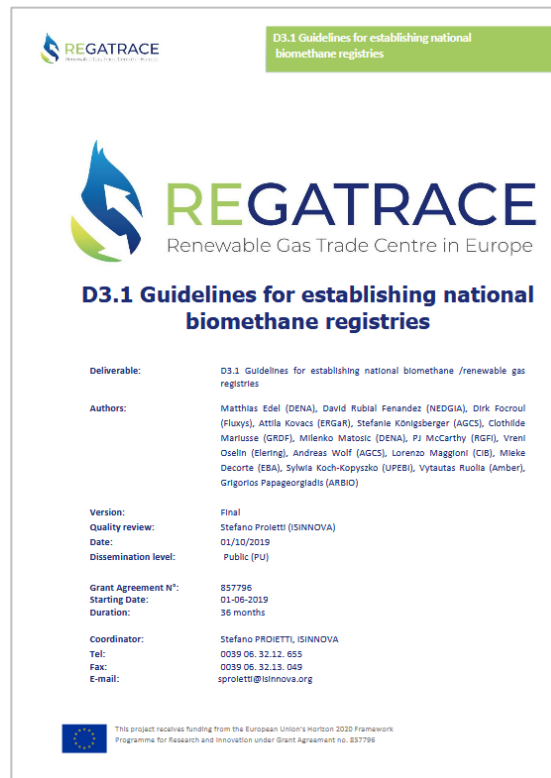 REGATRACE
Renewable Gas Trade Centre in Europe
D3.1 Guidelines for establishing national
biomethane registries
REGATRACE
Renewable Gas Trade Centre in Europe
D3.1 Guidelines for establishing national
biomethane registries
Deliverable: D3.1 Guidelines for establishing national biomethane /renewable gas
registries
Authors: Matthias Edel (DENA), David Rubial Fenandez (NEDGIA), Dirk Focroul
(Fluxys), Attila Kovacs (ERGaR), Stefanie Königsberger (AGCS), Clothilde
Mariusse (GRDF), Milenko Matosic (DENA), PJ McCarthy (RGFI), Vreni
Oselin (Elering), Andreas Wolf (AGCS), Lorenzo Maggioni (CIB), Mieke
Decorte (EBA), Sylwia Koch-Kopyszko (UPEBI), Vytautas Ruolia (Amber),
Grigorios Papageorgiadis (ARBIO)
Version: Final
Quality review: Stefano Proietti (ISINNOVA)
Date: 01/10/2019
Dissemination level: Public (PU)
Grant Agreement N°: 857796
Starting Date: 01-06-2019
Duration: 36 months
Coordinator: Stefano PROIETTI, ISINNOVA
Tel: 0039 06. 32.12. 655
Fax: 0039 06. 32.13. 049
E-mail: sproietti@isinnova.org
This project receives funding from the European Union's Horizon 2020 Framework
Programme for Research and Innovation under Grant Agreement no. 857796